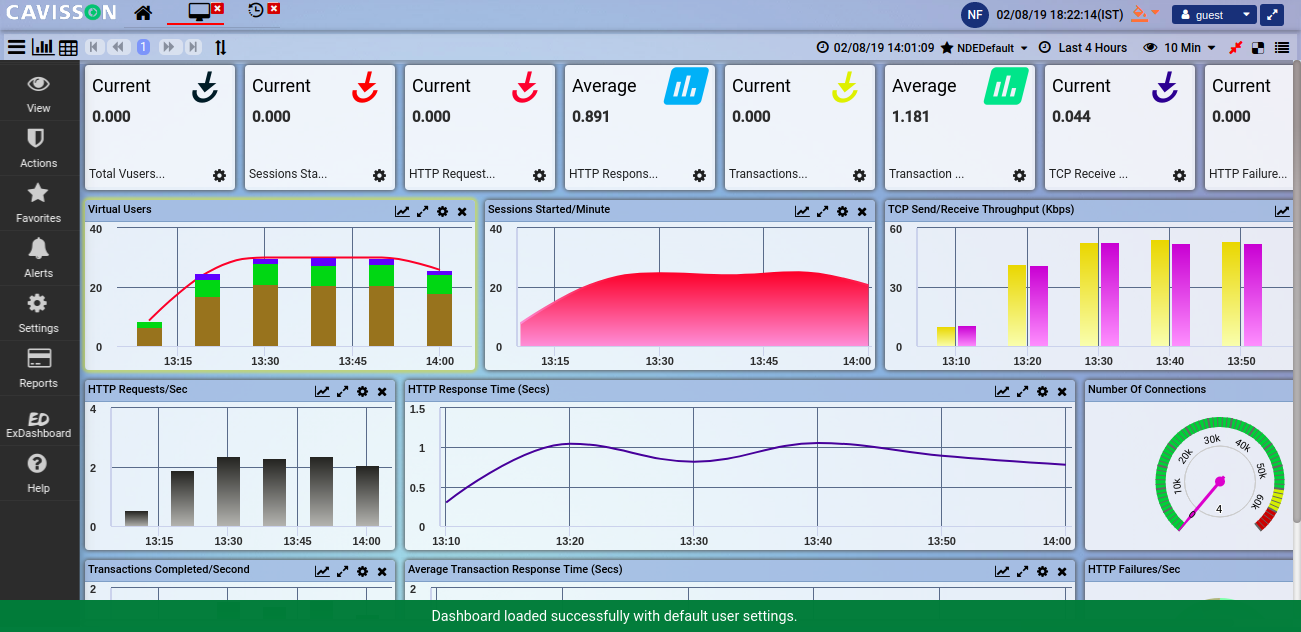 CAVISSON
NF 02/08/19 18:22:14(IST) guest
1 02/08/19 14:01:09 NDEDefault Last 4 Hours 10 Min
View
Actions
Favorites
Alerts
Settings
Reports
ED
ExDashboard
Help
Current
0.000
Total Vusers...
Current
0.000
Sessions Sta...
Current
0.000
HTTP Request...
Average
0.891
HTTP Respons...
Current
0.000
Transactions...
Average
1.181
Transaction ...
Current
0.044
TCP Receive ...
Current
0.000
HTTP Failure...
Virtual Users
40
20
0
13:15 13:30 13:45 14:00
Sessions Started/Minute
40
20
0
13:15 13:30 13:45 14:00
TCP Send/Receive Throughput (Kbps)
60
30
0
13:10 13:20 13:30 13:40 13:50
HTTP Requests/Sec
4
2
0
13:15 13:30 13:45 14:00
HTTP Response Time (Secs)
1.5
1
0.5
0
13:10 13:20 13:30 13:40 13:50 14:00
Number Of Connections
10k 20k 30k 40k 50k 60k
4
Transactions Completed/Second
2
Average Transaction Response Time (Secs)
2
HTTP Failures/Sec
Dashboard loaded successfully with default user settings.